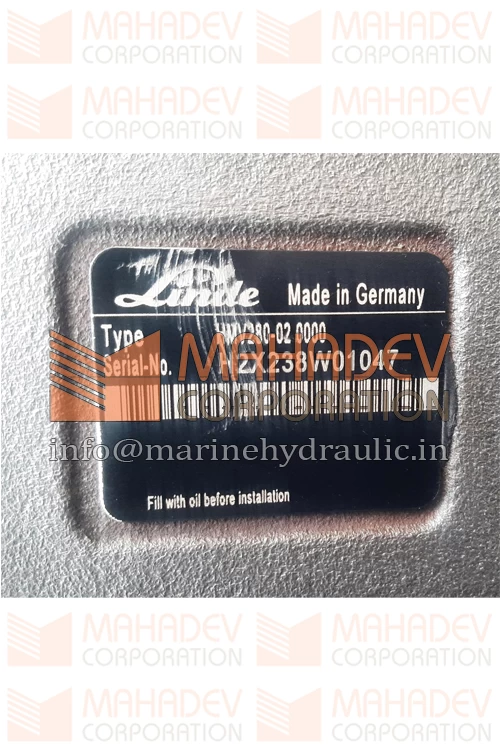 MAHADEV CORPORATION MAHADEV CORPORATION
MAHADEV CORPORATION MAHADEV CORPORATION
Linde Made in Germany
Type
Serial-No. H2X238W01047
MAHADEV
CORPORATION
info@marinehydraulic.in
Fill with oil before installation
MAHADEV CORPORATION MAHADEV CORPORATION
MAHADEV CORPORATION MAHADEV CORPORATION